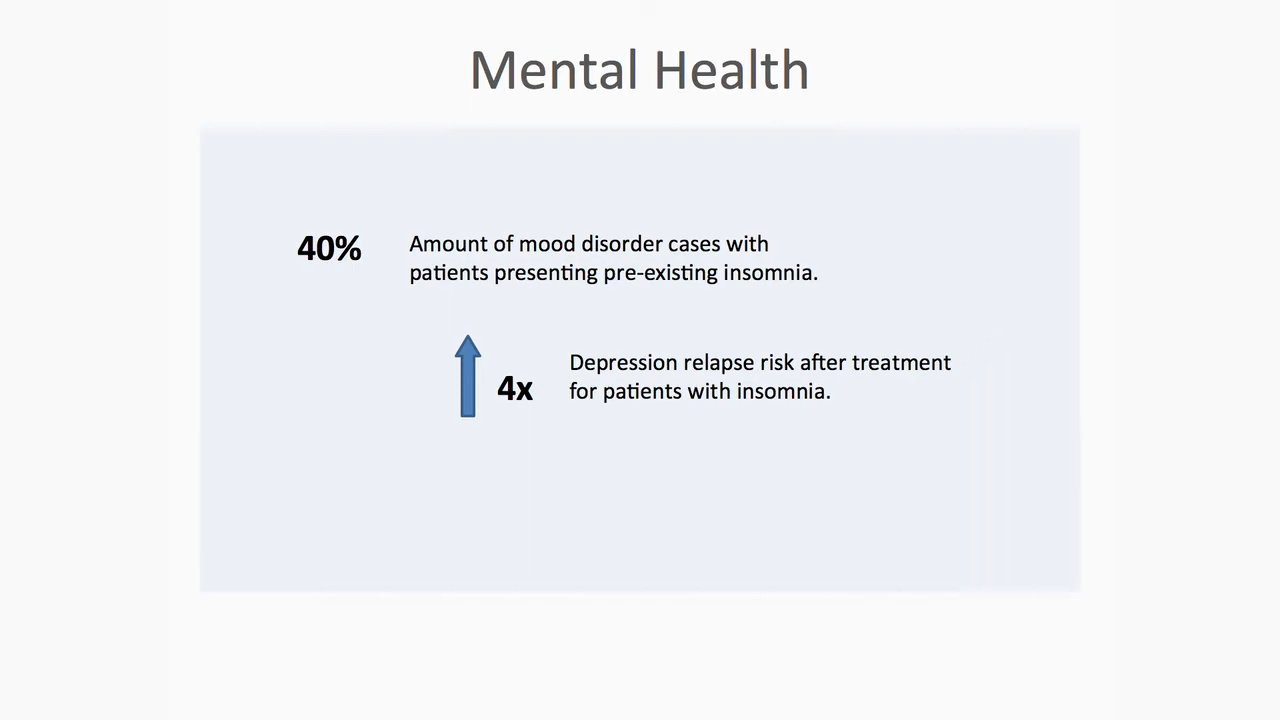 Mental Health
40%
Amount of mood disorder cases with
patients presenting pre-existing insomnia.
4x
Depression relapse risk after treatment
for patients with insomnia.